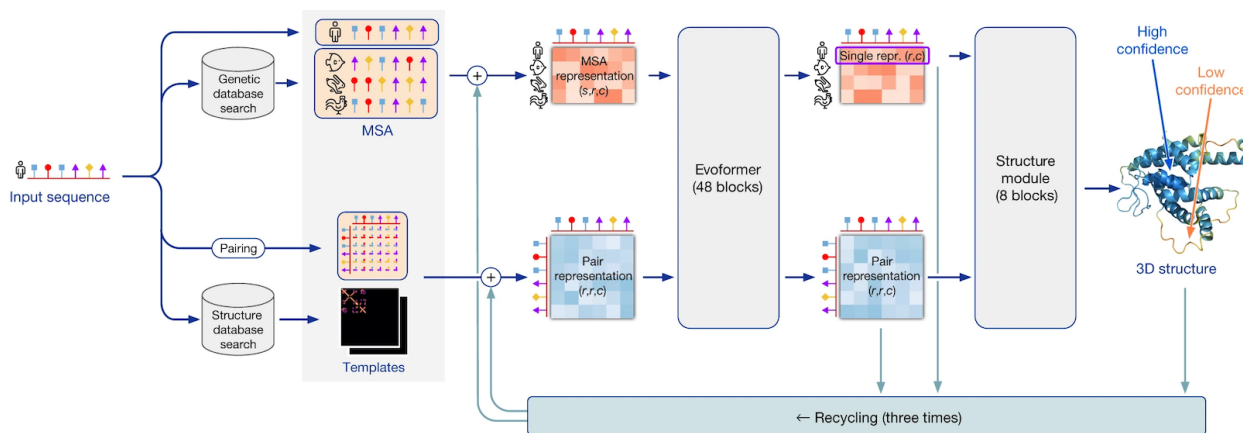 High
confidence
Low
confidence
Genetic
database
search
MSA
MSA
representation
(s,r,c)
Single repr. (r,c)
Input sequence
Evoformer
(48 blocks)
Structure
module
(8 blocks)
Pairing
Pair
representation
(r,r,c)
Pair
representation
(r,r,c)
3D structure
Structure
database
search
Templates
← Recycling (three times)